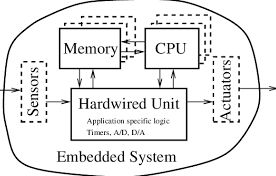 Memory
CPU
Sensors
Hardwired Unit
Application specific logic
Timers, A/D, D/A
Actuators
Embedded System